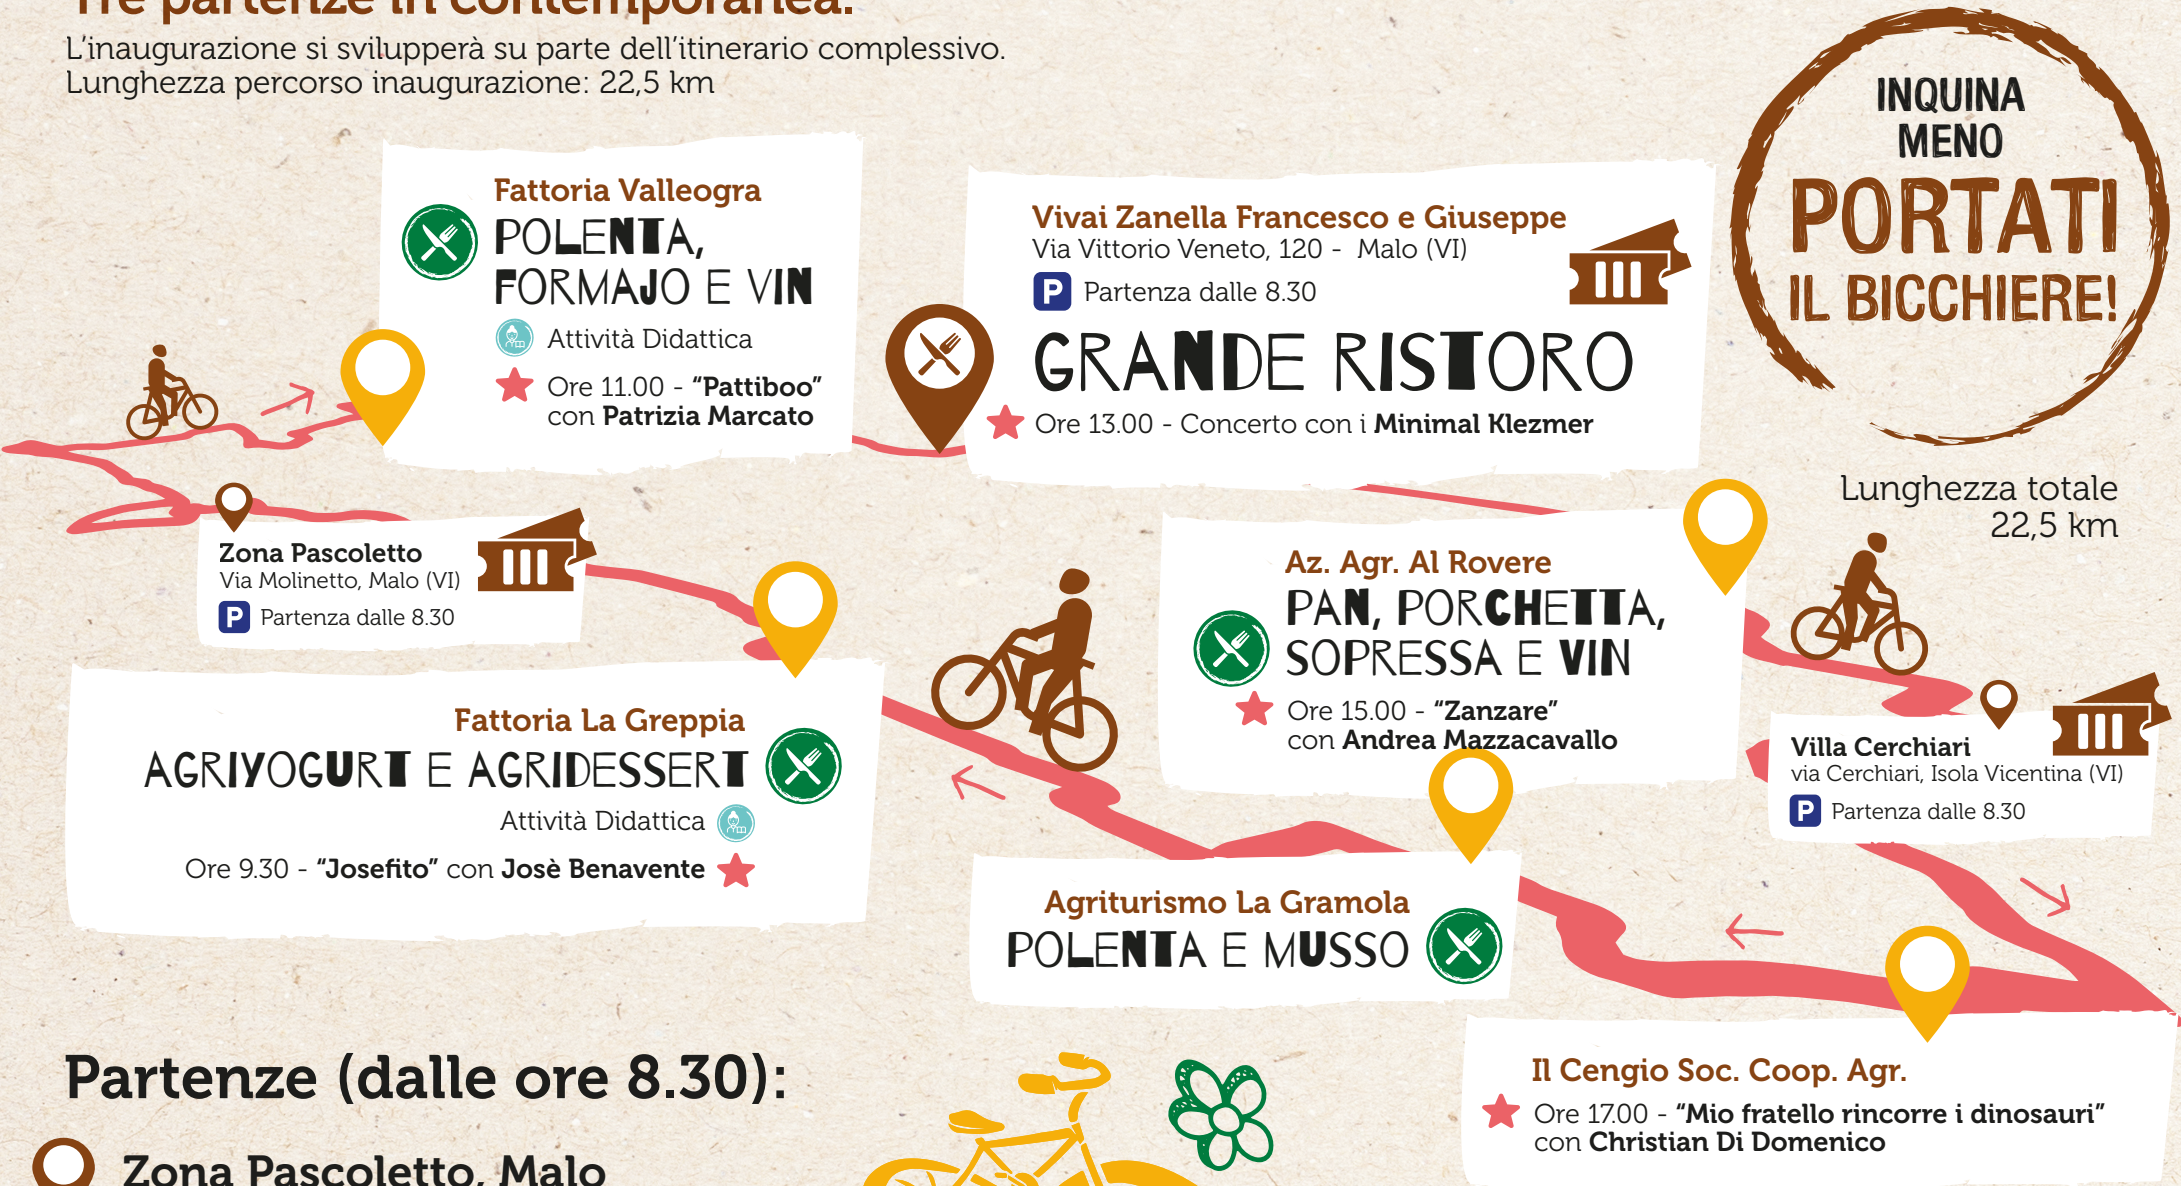 Tre partenze in contemporanea.
L'inaugurazione si svilupperà su parte dell'itinerario complessivo.
Lunghezza percorso inaugurazione: 22,5 km
INQUINA
MENO
PORTATI
IL BICCHIERE!
Fattoria Valleogra
POLENTA,
FORMAJO E VIN
Attività Didattica
Ore 11.00 - “Pattiboo”
con Patrizia Marcato
Vivai Zanella Francesco e Giuseppe
Via Vittorio Veneto, 120 - Malo (VI)
P Partenza dalle 8.30
GRANDE RISTORO
Ore 13.00 - Concerto con i Minimal Klezmer
Lunghezza totale
22,5 km
Zona Pascoletto
Via Molinetto, Malo (VI)
P Partenza dalle 8.30
Az. Agr. Al Rovere
PAN, PORCHETTA,
SOPRESSA E VIN
Ore 15.00 - “Zanzare”
con Andrea Mazzacavallo
Fattoria La Greppia
AGRIYOGURT E AGRIDESSERT
Attività Didattica
Ore 9.30 - “Josefito” con Josè Benavente
Villa Cerchiari
via Cerchiari, Isola Vicentina (VI)
P Partenza dalle 8.30
Agriturismo La Gramola
POLENTA E MUSSO
Il Cengio Soc. Coop. Agr.
Ore 17.00 - “Mio fratello rincorre i dinosauri”
con Christian Di Domenico
Partenze (dalle ore 8.30):
Zona Pascoletto, Malo